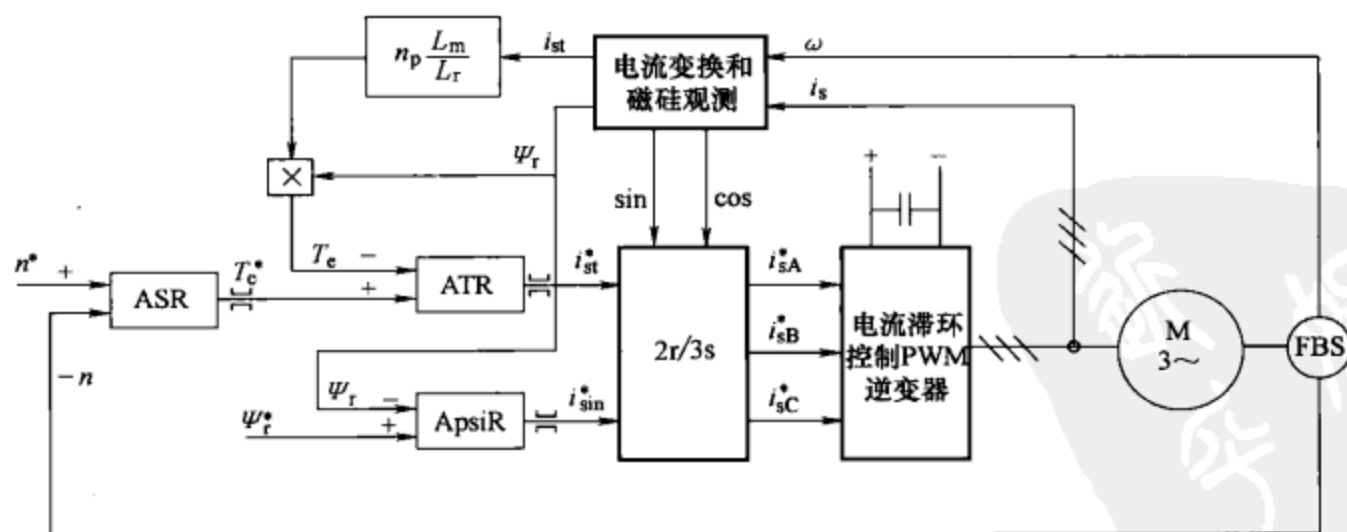 n_p L_m/L_r
i_st
电流变换和
磁硅观测
ω
i_s
×
Ψ_r
sin
cos
+
−
n* +
ASR
T_e*
T_e −
+
ATR
i_st*
2r/3s
i_sA*
i_sB*
i_sC*
电流滞环
控制PWM
逆变器
M
3～
FBS
−n
Ψ_r −
Ψ_r* +
ApsiR
i_sin*